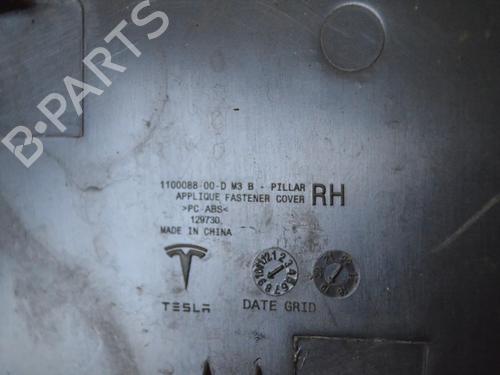 B-PARTS
1100088-00-D M3 B - PILLAR
APPLIQUE FASTENER COVER RH
>PC-ABS<
129730
MADE IN CHINA
TESLA
DATE GRID